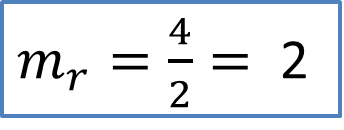 m_r = 4/2 = 2